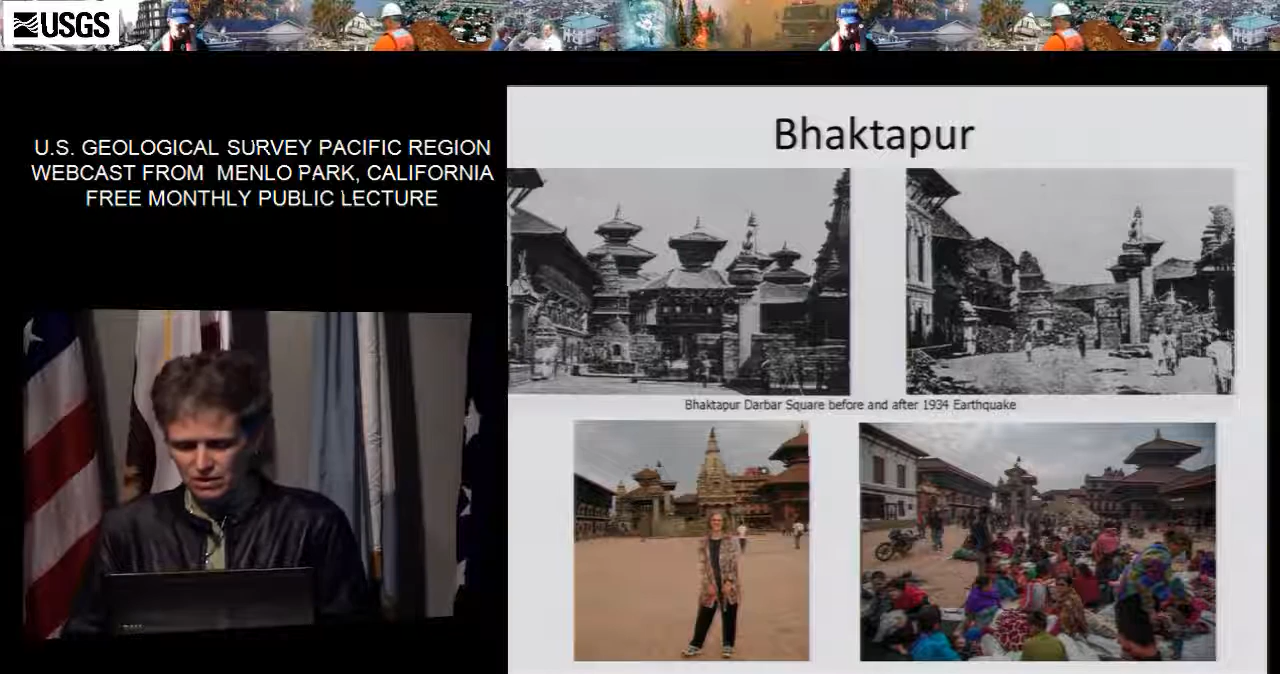 USGS
U.S. GEOLOGICAL SURVEY PACIFIC REGION
WEBCAST FROM MENLO PARK, CALIFORNIA
FREE MONTHLY PUBLIC LECTURE
Bhaktapur
Bhaktapur Darbar Square before and after 1934 Earthquake